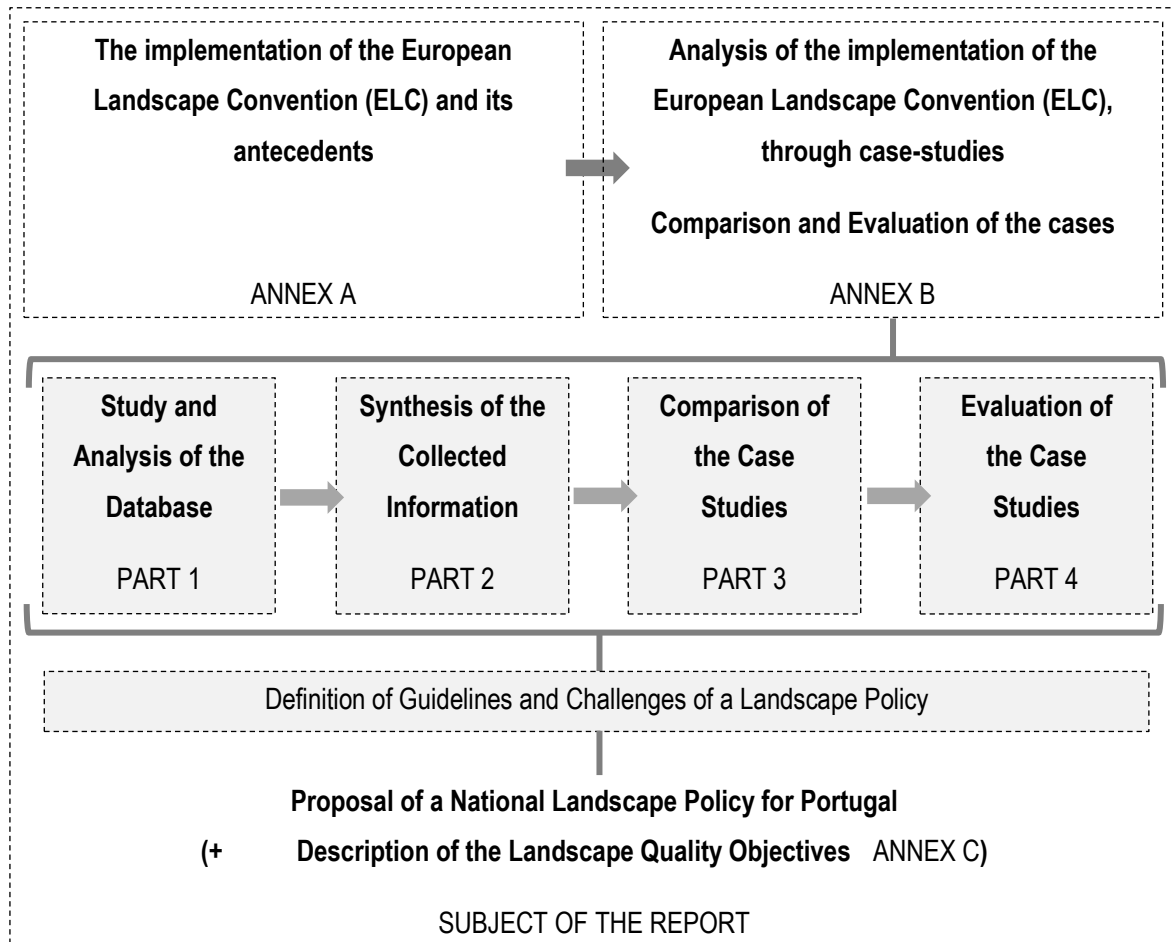 The implementation of the European
Landscape Convention (ELC) and its
antecedents
ANNEX A
Analysis of the implementation of the
European Landscape Convention (ELC),
through case-studies
Comparison and Evaluation of the cases
ANNEX B
Study and
Analysis of the
Database
PART 1
Synthesis of the
Collected
Information
PART 2
Comparison of
the Case
Studies
PART 3
Evaluation of
the Case
Studies
PART 4
Definition of Guidelines and Challenges of a Landscape Policy
Proposal of a National Landscape Policy for Portugal
(+ Description of the Landscape Quality Objectives ANNEX C)
SUBJECT OF THE REPORT